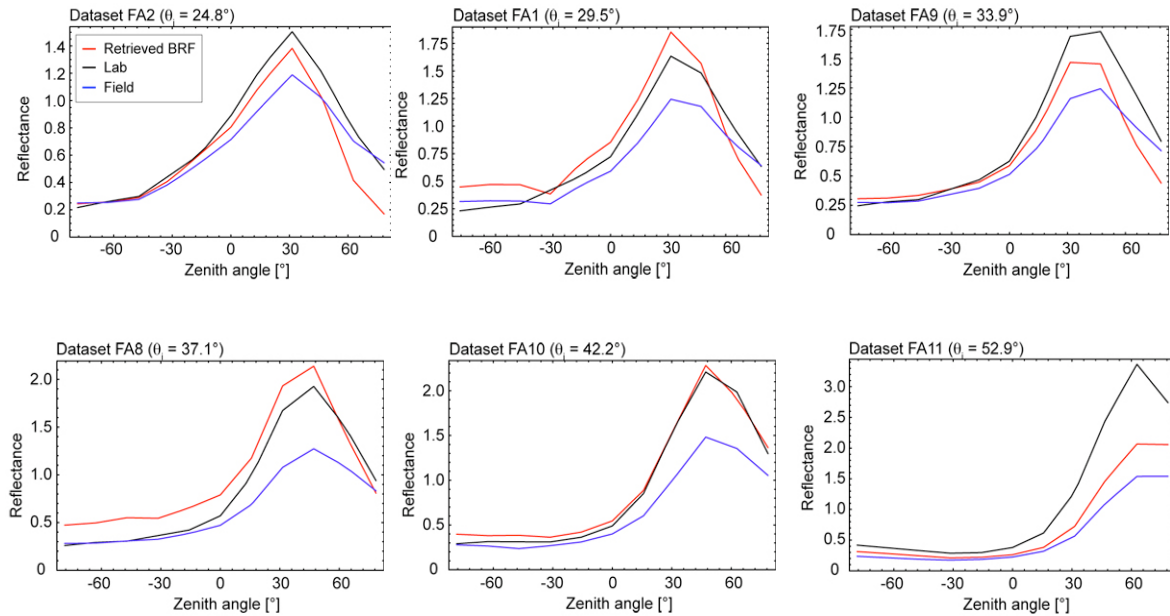 Dataset FA2 (θi = 24.8°)
Retrieved BRF
Lab
Field
1.4
1.2
1.0
0.8
0.6
0.4
0.2
0
Reflectance
-60 -30 0 30 60
Zenith angle [°]
Dataset FA1 (θi = 29.5°)
1.75
1.5
1.25
1.0
0.75
0.5
0.25
0
Reflectance
-60 -30 0 30 60
Zenith angle [°]
Dataset FA9 (θi = 33.9°)
1.75
1.5
1.25
1.0
0.75
0.5
0.25
0
Reflectance
-60 -30 0 30 60
Zenith angle [°]
Dataset FA8 (θi = 37.1°)
2.0
1.5
1.0
0.5
0
Reflectance
-60 -30 0 30 60
Zenith angle [°]
Dataset FA10 (θi = 42.2°)
2.0
1.5
1.0
0.5
0
Reflectance
-60 -30 0 30 60
Zenith angle [°]
Dataset FA11 (θi = 52.9°)
3.0
2.5
2.0
1.5
1.0
0.5
0
Reflectance
-60 -30 0 30 60
Zenith angle [°]